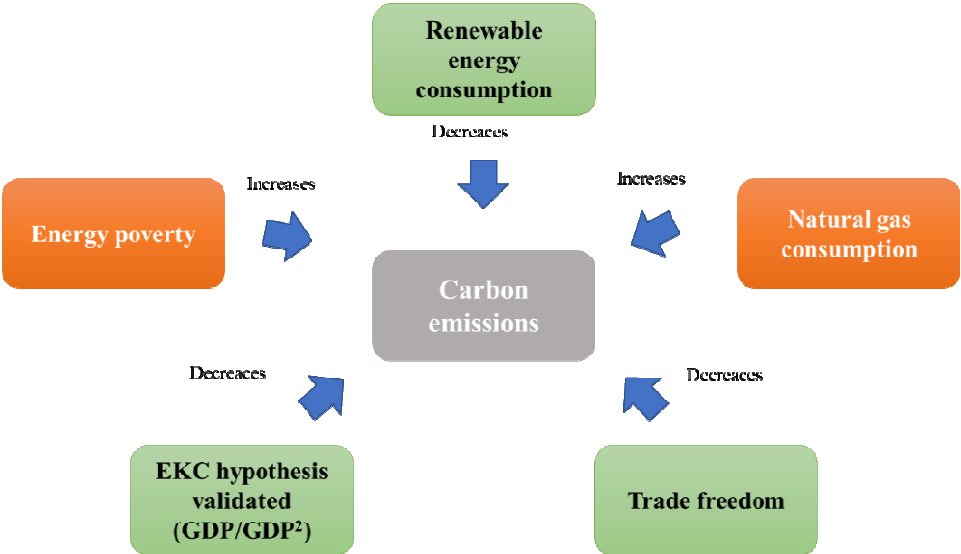 Renewable
energy
consumption
Decreases
Increases
Increases
Energy poverty
Natural gas
consumption
Carbon
emissions
Decreaces
Decreaces
EKC hypothesis
validated
(GDP/GDP²)
Trade freedom